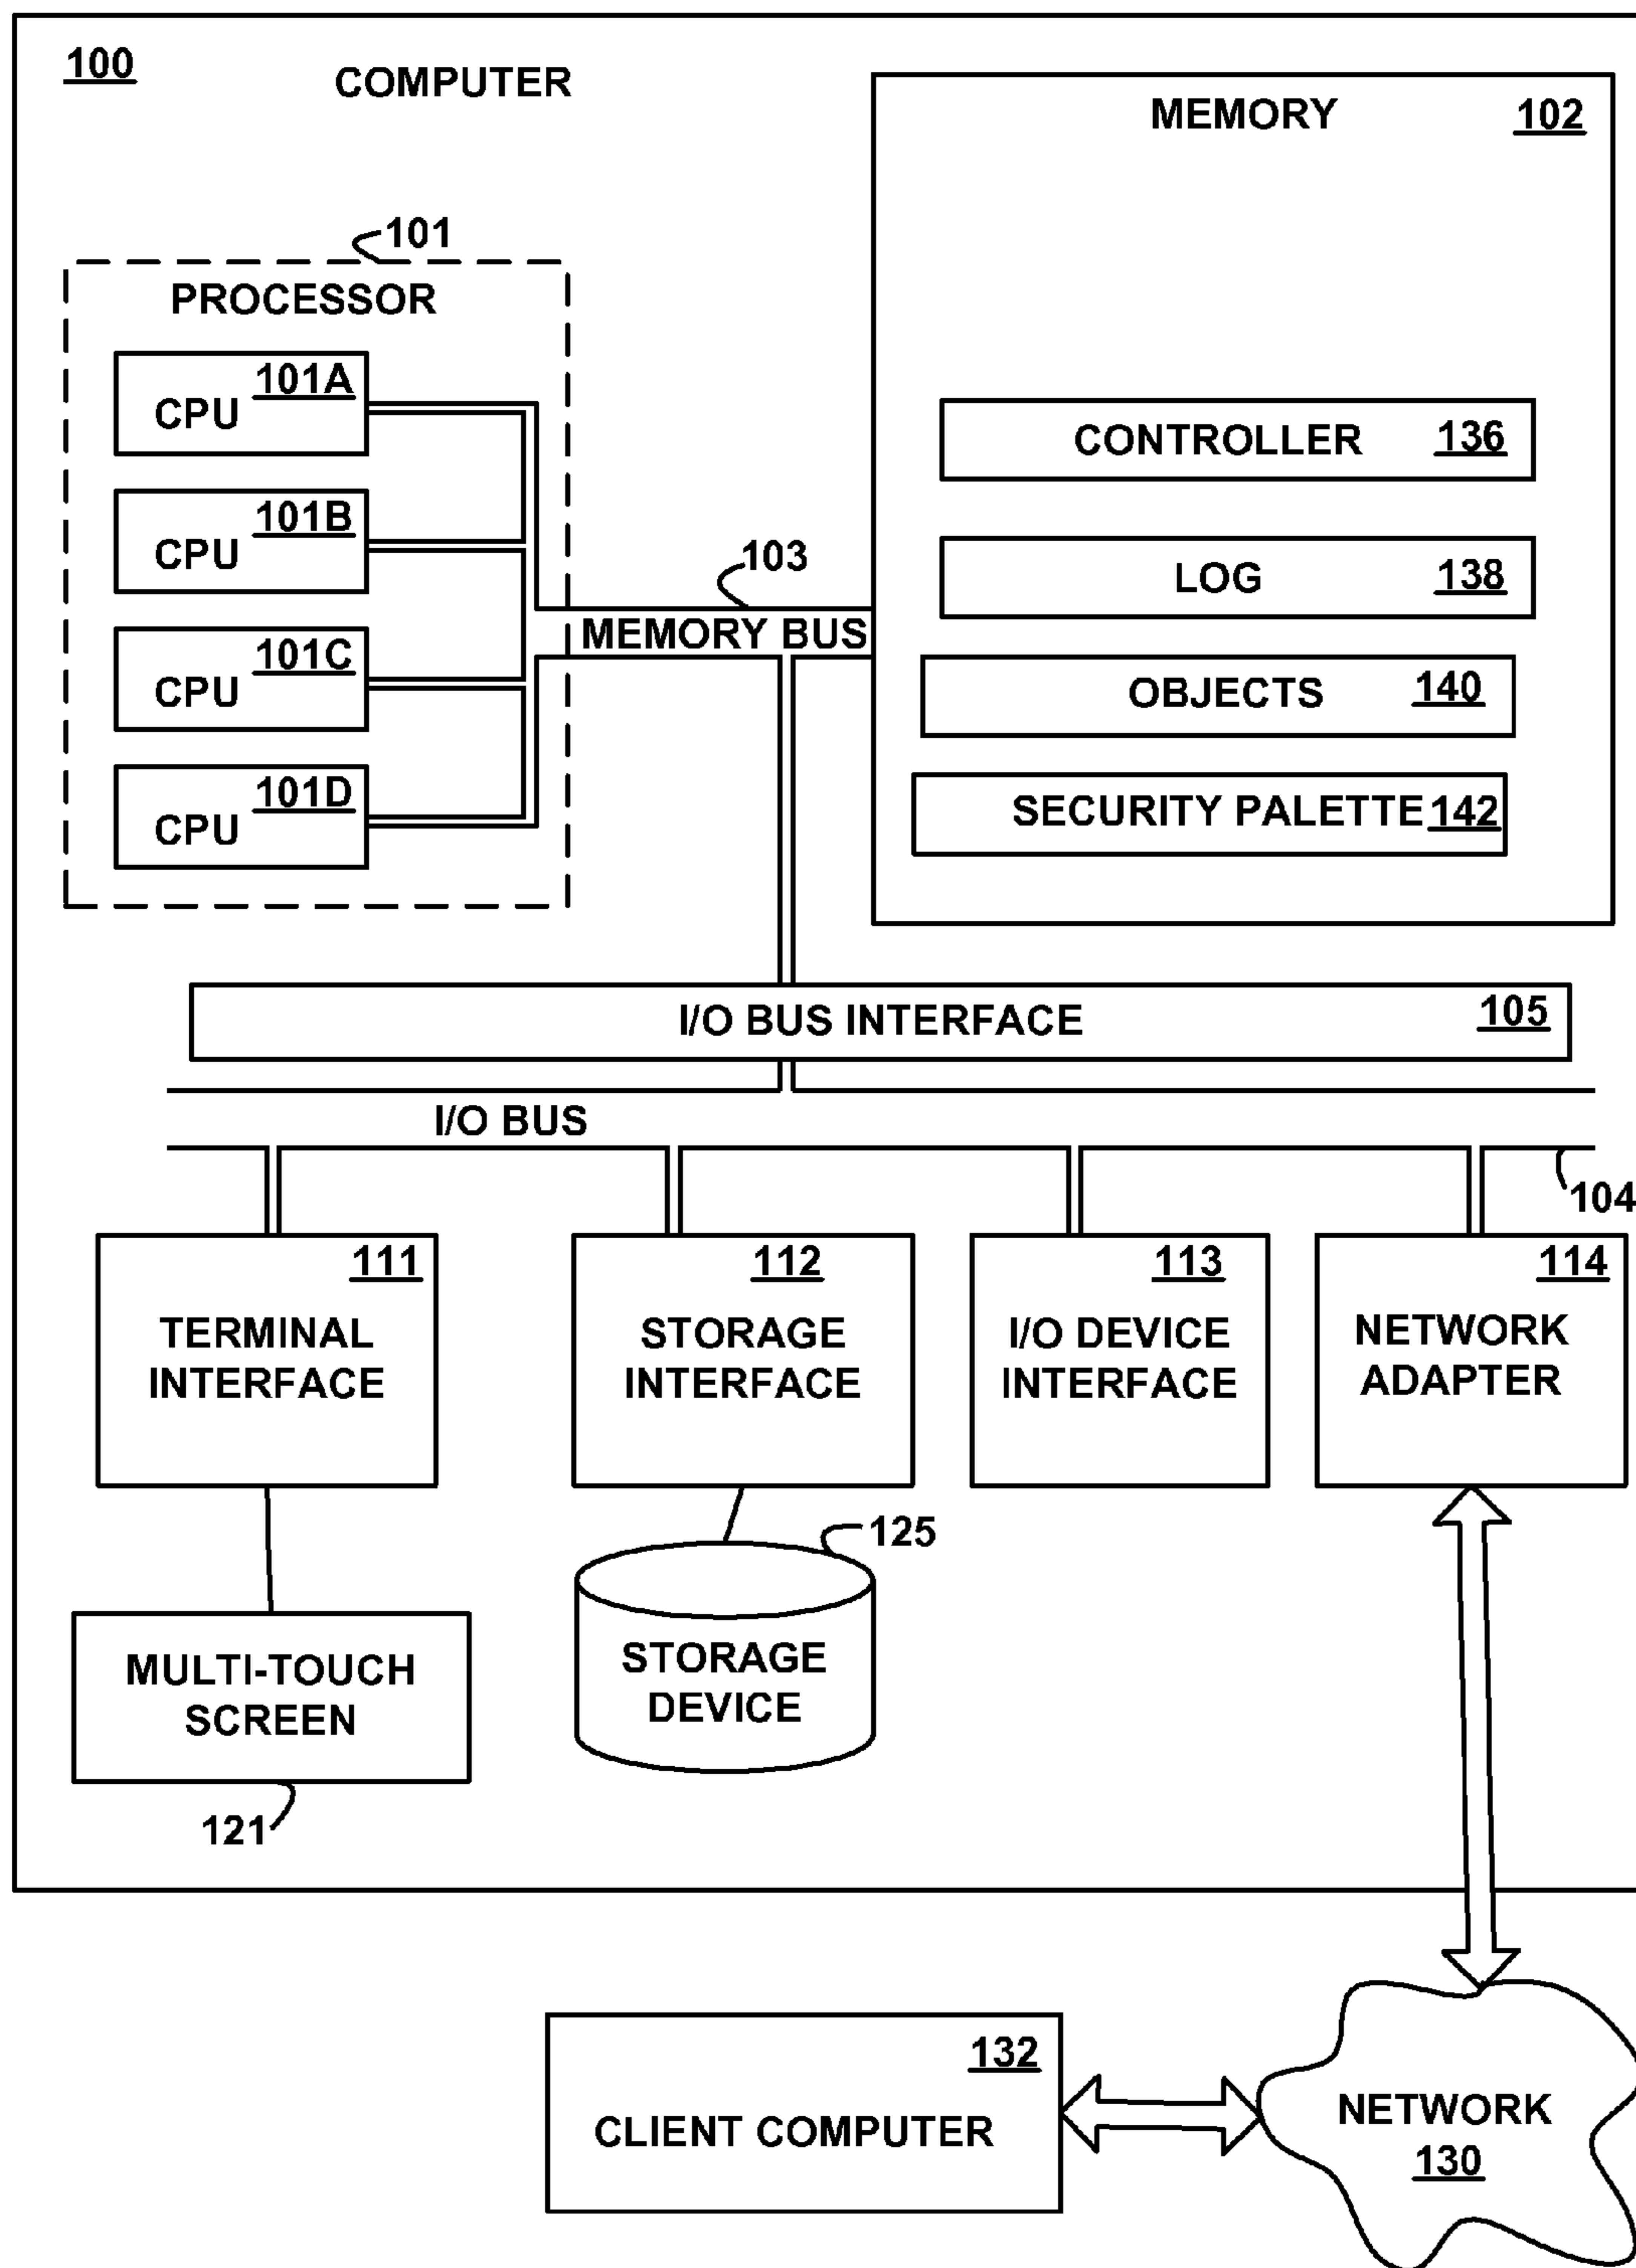 100
COMPUTER
MEMORY
102
101
PROCESSOR
101A
CPU
101B
CPU
101C
CPU
101D
CPU
103
MEMORY BUS
CONTROLLER 136
LOG 138
OBJECTS 140
SECURITY PALETTE 142
I/O BUS INTERFACE 105
I/O BUS
104
111
TERMINAL
INTERFACE
112
STORAGE
INTERFACE
113
I/O DEVICE
INTERFACE
114
NETWORK
ADAPTER
125
MULTI-TOUCH
SCREEN
121
STORAGE
DEVICE
132
CLIENT COMPUTER
NETWORK
130